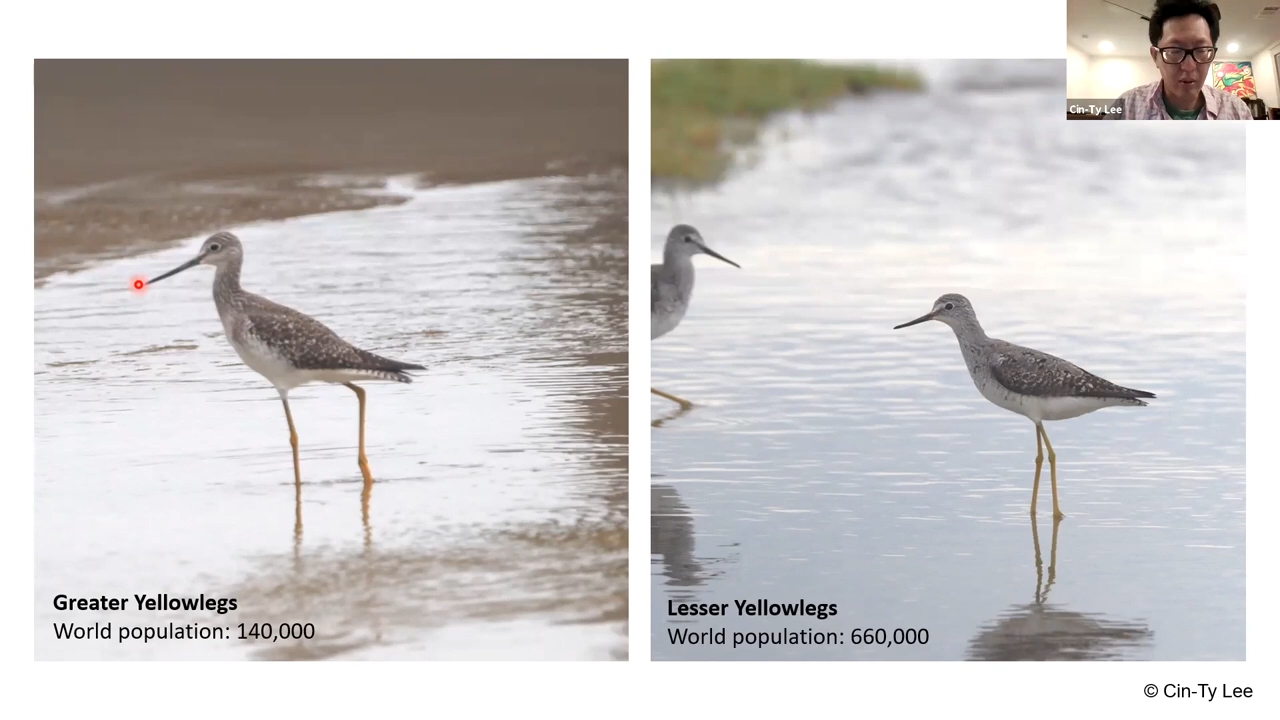 Cin-Ty Lee
Greater Yellowlegs
World population: 140,000
Lesser Yellowlegs
World population: 660,000
© Cin-Ty Lee